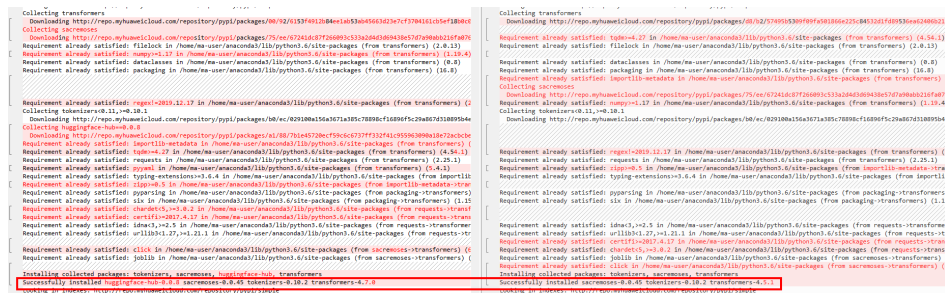 Collecting transformers
Downloading http://repo.myhuaweicloud.com/repository/pypi/packages/00/92/6153f4912b84ee1ab53ab45663d23e7cf3704161cb5ef18b0c
Collecting sacremoses
Downloading http://repo.myhuaweicloud.com/repository/pypi/packages/75/ee/67241dc87f266093c533a2d4d3d69438e57d7a90abb216fa076
Requirement already satisfied: filelock in /home/ma-user/anaconda3/lib/python3.6/site-packages (from transformers) (2.0.13)
Requirement already satisfied: numpy>=1.17 in /home/ma-user/anaconda3/lib/python3.6/site-packages (from transformers) (1.19.4)
Requirement already satisfied: dataclasses in /home/ma-user/anaconda3/lib/python3.6/site-packages (from transformers) (0.8)
Requirement already satisfied: packaging in /home/ma-user/anaconda3/lib/python3.6/site-packages (from transformers) (16.8)
Requirement already satisfied: regex!=2019.12.17 in /home/ma-user/anaconda3/lib/python3.6/site-packages (from transformers) (2
Collecting tokenizers<0.11,>=0.10.1
Downloading http://repo.myhuaweicloud.com/repository/pypi/packages/b0/ec/029100a1376a1a385c78898cf16896f5c29a867d310895b4e
Collecting huggingface-hub==0.0.8
Downloading http://repo.myhuaweicloud.com/repository/pypi/packages/a1/88/7b1e45720ecf59c6c6737ff332f41c955963090a18e72acbcbe
Requirement already satisfied: importlib-metadata in /home/ma-user/anaconda3/lib/python3.6/site-packages (from transformers)
Requirement already satisfied: tqdm>=4.27 in /home/ma-user/anaconda3/lib/python3.6/site-packages (from transformers) (4.54.1)
Requirement already satisfied: requests in /home/ma-user/anaconda3/lib/python3.6/site-packages (from transformers) (2.25.1)
Requirement already satisfied: pyyaml in /home/ma-user/anaconda3/lib/python3.6/site-packages (from transformers) (5.4.1)
Requirement already satisfied: typing-extensions>=3.6.4 in /home/ma-user/anaconda3/lib/python3.6/site-packages (from importlib
Requirement already satisfied: zipp>=0.5 in /home/ma-user/anaconda3/lib/python3.6/site-packages (from importlib-metadata->tran
Requirement already satisfied: pyparsing in /home/ma-user/anaconda3/lib/python3.6/site-packages (from packaging->transformers)
Requirement already satisfied: six in /home/ma-user/anaconda3/lib/python3.6/site-packages (from packaging->transformers) (1.15
Requirement already satisfied: chardet<5,>=3.0.2 in /home/ma-user/anaconda3/lib/python3.6/site-packages (from requests->transf
Requirement already satisfied: certifi>=2017.4.17 in /home/ma-user/anaconda3/lib/python3.6/site-packages (from requests->trans
Requirement already satisfied: idna<3,>=2.5 in /home/ma-user/anaconda3/lib/python3.6/site-packages (from requests->transformer
Requirement already satisfied: urllib3<1.27,>=1.21.1 in /home/ma-user/anaconda3/lib/python3.6/site-packages (from requests->tr
Requirement already satisfied: click in /home/ma-user/anaconda3/lib/python3.6/site-packages (from sacremoses->transformers) (6
Requirement already satisfied: joblib in /home/ma-user/anaconda3/lib/python3.6/site-packages (from sacremoses->transformers)
Installing collected packages: tokenizers, sacremoses, huggingface-hub, transformers
Successfully installed huggingface-hub-0.0.8 sacremoses-0.0.45 tokenizers-0.10.2 transformers-4.7.0
Looking in indexes: http://repo.myhuaweicloud.com/repository/pypi/simple
Collecting transformers
Downloading http://repo.myhuaweicloud.com/repository/pypi/packages/d8/b2/57495b5309f09fa501866e225c84532d1fd89536ea62406b2
Requirement already satisfied: tqdm>=4.27 in /home/ma-user/anaconda3/lib/python3.6/site-packages (from transformers) (4.54.1)
Requirement already satisfied: filelock in /home/ma-user/anaconda3/lib/python3.6/site-packages (from transformers) (2.0.13)
Requirement already satisfied: dataclasses in /home/ma-user/anaconda3/lib/python3.6/site-packages (from transformers) (0.8)
Requirement already satisfied: packaging in /home/ma-user/anaconda3/lib/python3.6/site-packages (from transformers) (16.8)
Requirement already satisfied: importlib-metadata in /home/ma-user/anaconda3/lib/python3.6/site-packages (from transformers)
Collecting sacremoses
Downloading http://repo.myhuaweicloud.com/repository/pypi/packages/75/ee/67241dc87f266093c533a2d4d3d69438e57d7a90abb216fa07
Requirement already satisfied: numpy>=1.17 in /home/ma-user/anaconda3/lib/python3.6/site-packages (from transformers) (1.19.4
Collecting tokenizers<0.11,>=0.10.1
Downloading http://repo.myhuaweicloud.com/repository/pypi/packages/b0/ec/029100a1376a1a385c78898cf16896f5c29a867d310895b4
Requirement already satisfied: regex!=2019.12.17 in /home/ma-user/anaconda3/lib/python3.6/site-packages (from transformers) (
Requirement already satisfied: requests in /home/ma-user/anaconda3/lib/python3.6/site-packages (from transformers) (2.25.1)
Requirement already satisfied: zipp>=0.5 in /home/ma-user/anaconda3/lib/python3.6/site-packages (from importlib-metadata->tra
Requirement already satisfied: typing-extensions>=3.6.4 in /home/ma-user/anaconda3/lib/python3.6/site-packages (from importli
Requirement already satisfied: pyparsing in /home/ma-user/anaconda3/lib/python3.6/site-packages (from packaging->transformers
Requirement already satisfied: six in /home/ma-user/anaconda3/lib/python3.6/site-packages (from packaging->transformers) (1.1
Requirement already satisfied: idna<3,>=2.5 in /home/ma-user/anaconda3/lib/python3.6/site-packages (from requests->transforme
Requirement already satisfied: urllib3<1.27,>=1.21.1 in /home/ma-user/anaconda3/lib/python3.6/site-packages (from requests->t
Requirement already satisfied: certifi>=2017.4.17 in /home/ma-user/anaconda3/lib/python3.6/site-packages (from requests->tran
Requirement already satisfied: chardet<5,>=3.0.2 in /home/ma-user/anaconda3/lib/python3.6/site-packages (from requests->trans
Requirement already satisfied: joblib in /home/ma-user/anaconda3/lib/python3.6/site-packages (from sacremoses->transformers)
Requirement already satisfied: click in /home/ma-user/anaconda3/lib/python3.6/site-packages (from sacremoses->transformers) (
Installing collected packages: tokenizers, sacremoses, transformers
Successfully installed sacremoses-0.0.45 tokenizers-0.10.2 transformers-4.5.1
Looking in indexes: http://repo.myhuaweicloud.com/repository/pypi/simple